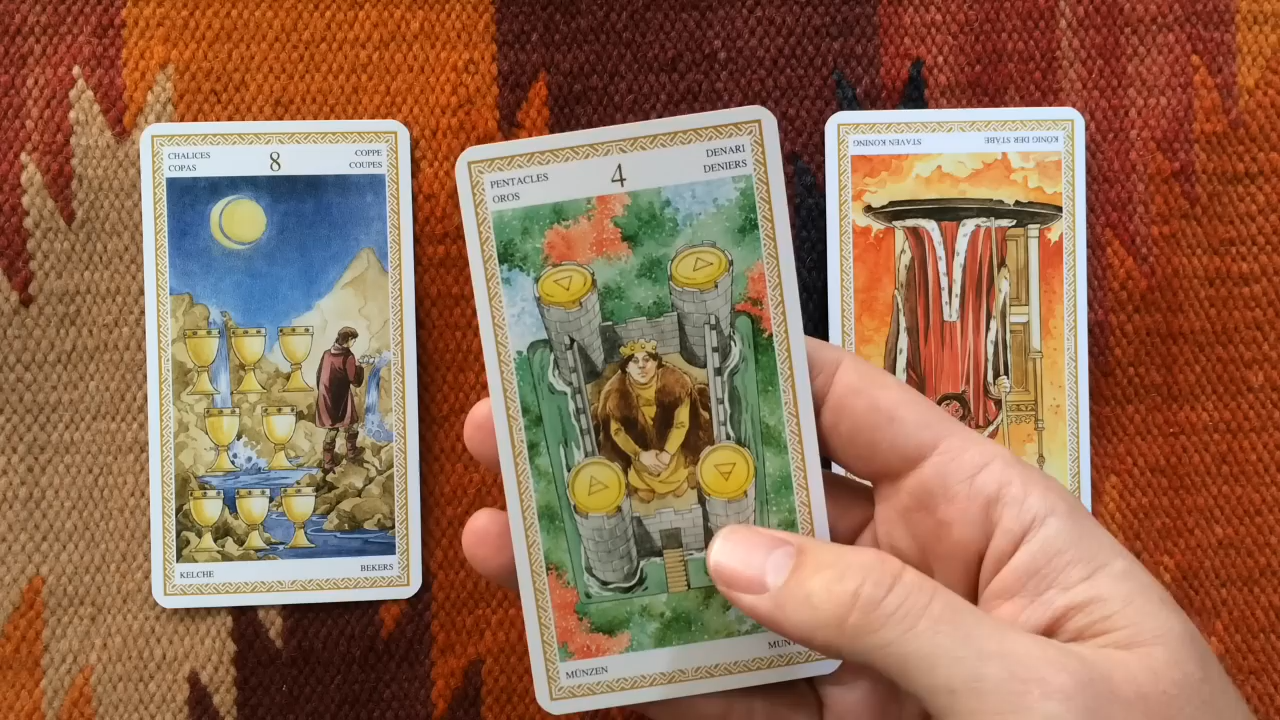 CHALICES
COPAS
8
COPPE
COUPES
KELCHE
BEKERS
PENTACLES
OROS
4
DENARI
DENIERS
MÜNZEN
STAVEN KONING
KÖNIG DER STÄBE